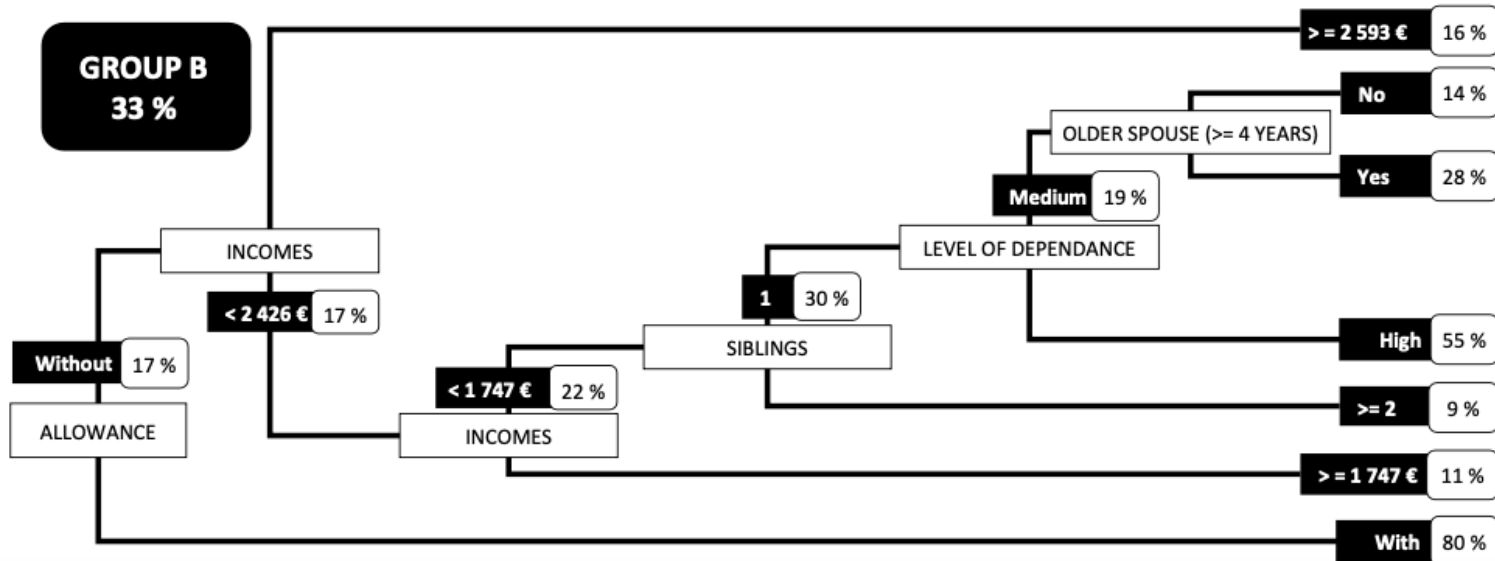 GROUP B
33 %
> = 2 593 € 16 %
No 14 %
OLDER SPOUSE (>= 4 YEARS)
Yes 28 %
Medium 19 %
INCOMES
LEVEL OF DEPENDANCE
< 2 426 € 17 %
1 30 %
Without 17 %
SIBLINGS
High 55 %
< 1 747 € 22 %
>= 2 9 %
ALLOWANCE
INCOMES
> = 1 747 € 11 %
With 80 %